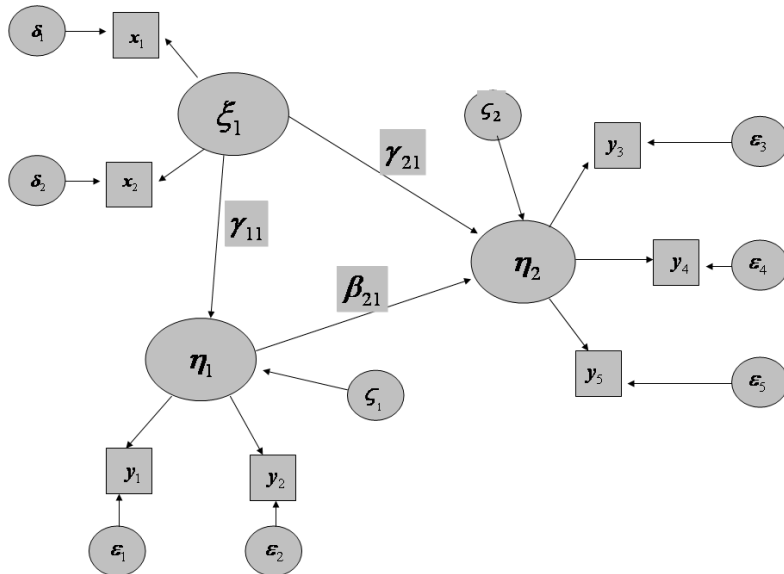 δ₁
x₁
ξ₁
ς₂
y₃
ε₃
γ₂₁
δ₂
x₂
γ₁₁
η₂
y₄
ε₄
β₂₁
η₁
y₅
ε₅
ς₁
y₁
y₂
ε₁
ε₂